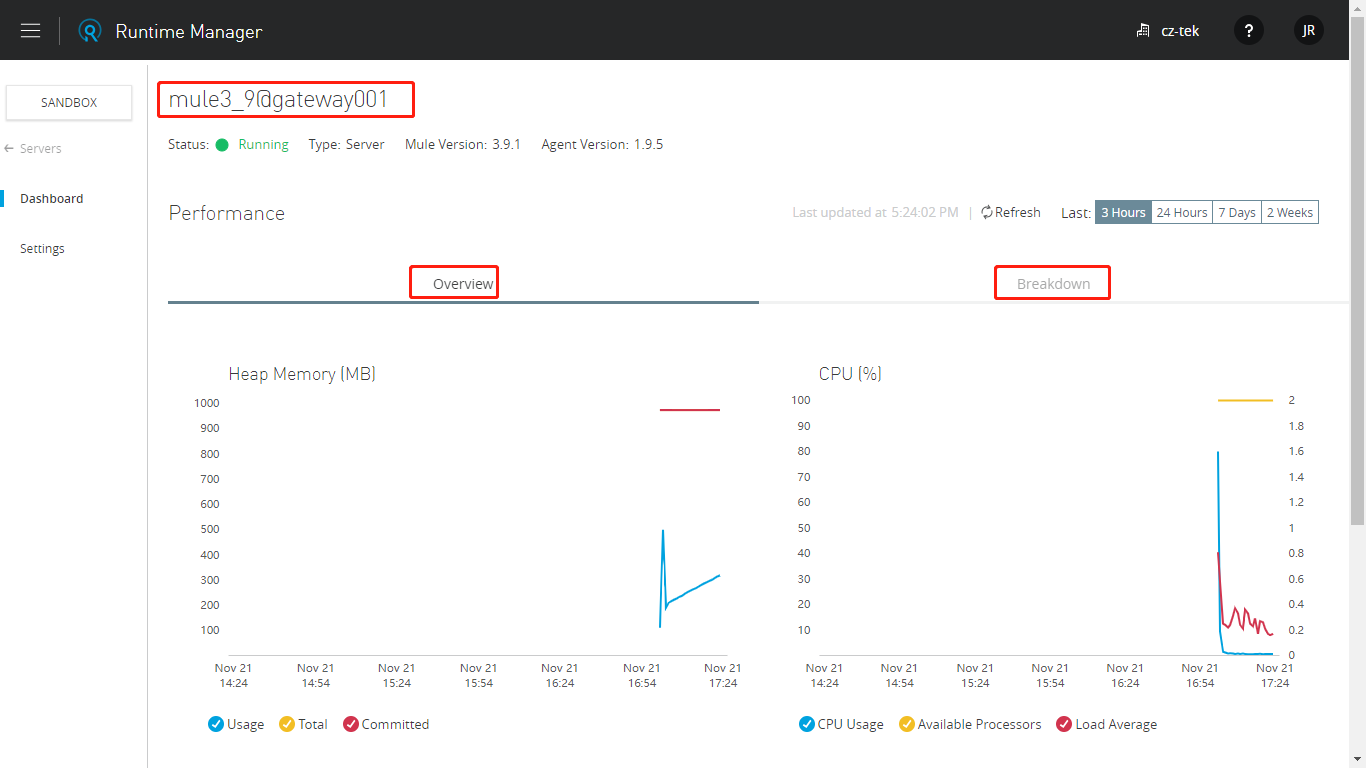 Runtime Manager
cz-tek
?
JR
SANDBOX
Servers
Dashboard
Settings
mule3_9@gateway001
Status: Running Type: Server Mule Version: 3.9.1 Agent Version: 1.9.5
Performance
Last updated at 5:24:02 PM | Refresh Last: 3 Hours 24 Hours 7 Days 2 Weeks
Overview
Breakdown
Heap Memory (MB)
1000
900
800
700
600
500
400
300
200
100
Nov 21 Nov 21 Nov 21 Nov 21 Nov 21 Nov 21 Nov 21
14:24 14:54 15:24 15:54 16:24 16:54 17:24
Usage Total Committed
CPU (%)
100
90
80
70
60
50
40
30
20
10
2
1.8
1.6
1.4
1.2
1
0.8
0.6
0.4
0.2
0
Nov 21 Nov 21 Nov 21 Nov 21 Nov 21 Nov 21 Nov 21
14:24 14:54 15:24 15:54 16:24 16:54 17:24
CPU Usage Available Processors Load Average